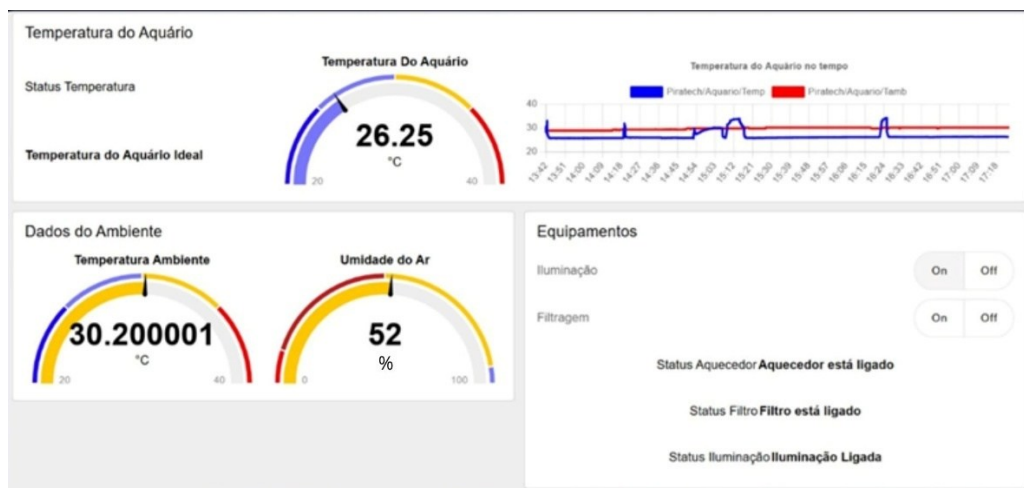 Temperatura do Aquário
Status Temperatura
Temperatura do Aquário Ideal
Temperatura Do Aquário
26.25
°C
20
40
Temperatura do Aquário no tempo
Piratech/Aquario/Temp Piratech/Aquario/Tamb
40
30
20
13:42 13:51 14:00 14:09 14:18 14:27 14:36 14:45 14:54 15:03 15:12 15:21 15:30 15:39 15:48 15:57 16:06 16:15 16:24 16:33 16:42 16:51 17:00 17:09 17:18
Dados do Ambiente
Temperatura Ambiente
30.200001
°C
20
40
Umidade do Ar
52
%
0
100
Equipamentos
Iluminação On Off
Filtragem On Off
Status Aquecedor Aquecedor está ligado
Status Filtro Filtro está ligado
Status Iluminação Iluminação Ligada